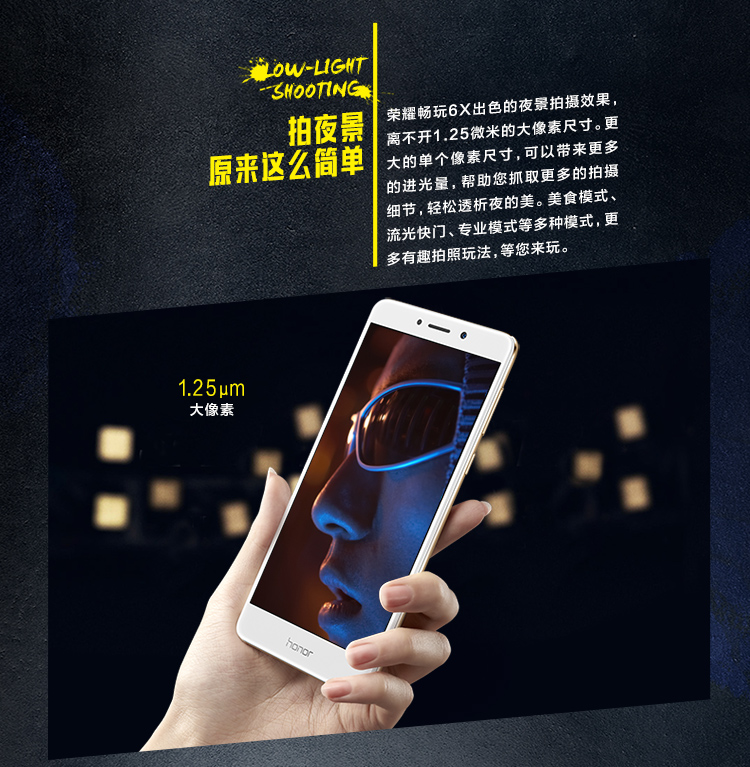 LOW-LIGHT
SHOOTING
拍夜景
原来这么简单
荣耀畅玩6X出色的夜景拍摄效果，
离不开1.25微米的大像素尺寸。更
大的单个像素尺寸，可以带来更多
的进光量，帮助您抓取更多的拍摄
细节，轻松透析夜的美。美食模式、
流光快门、专业模式等多种模式，更
多有趣拍照玩法，等您来玩。
1.25μm
大像素
honor